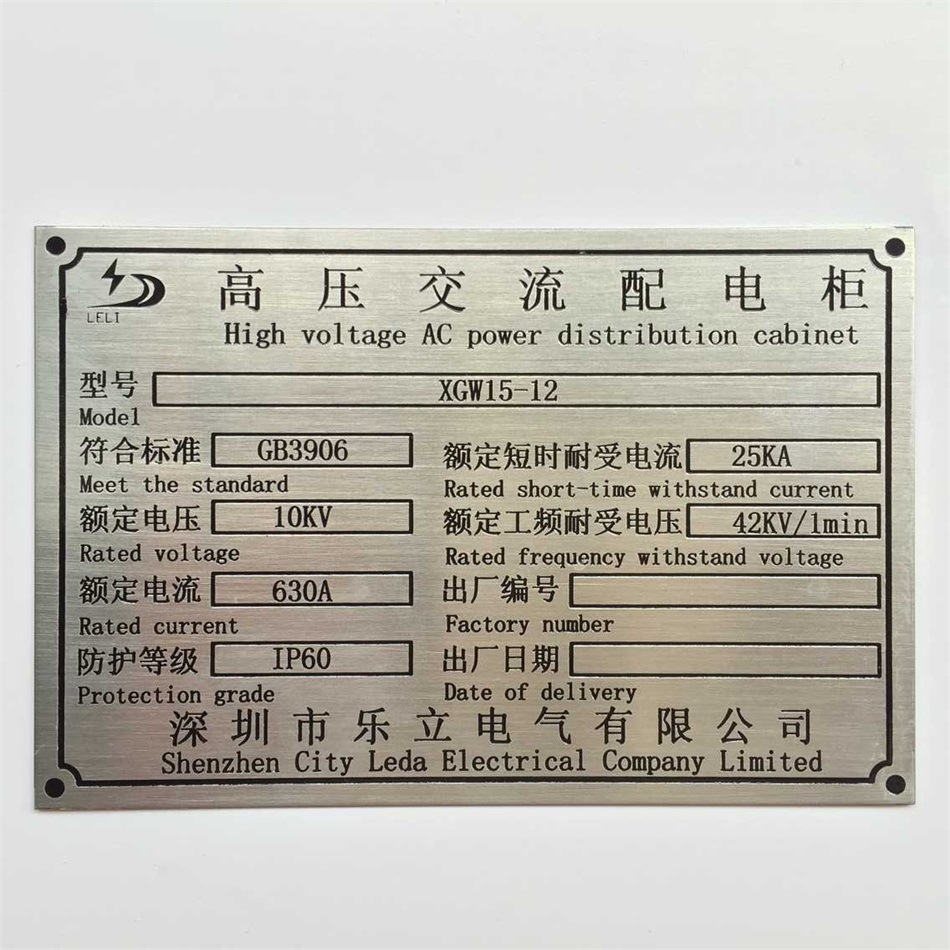 LELI
高压交流配电柜
High voltage AC power distribution cabinet
型号 XGW15-12
Model
符合标准 GB3906
Meet the standard
额定短时耐受电流 25KA
Rated short-time withstand current
额定电压 10KV
Rated voltage
额定工频耐受电压 42KV/1min
Rated frequency withstand voltage
额定电流 630A
Rated current
出厂编号
Factory number
防护等级 IP60
Protection grade
出厂日期
Date of delivery
深圳市乐立电气有限公司
Shenzhen City Leda Electrical Company Limited